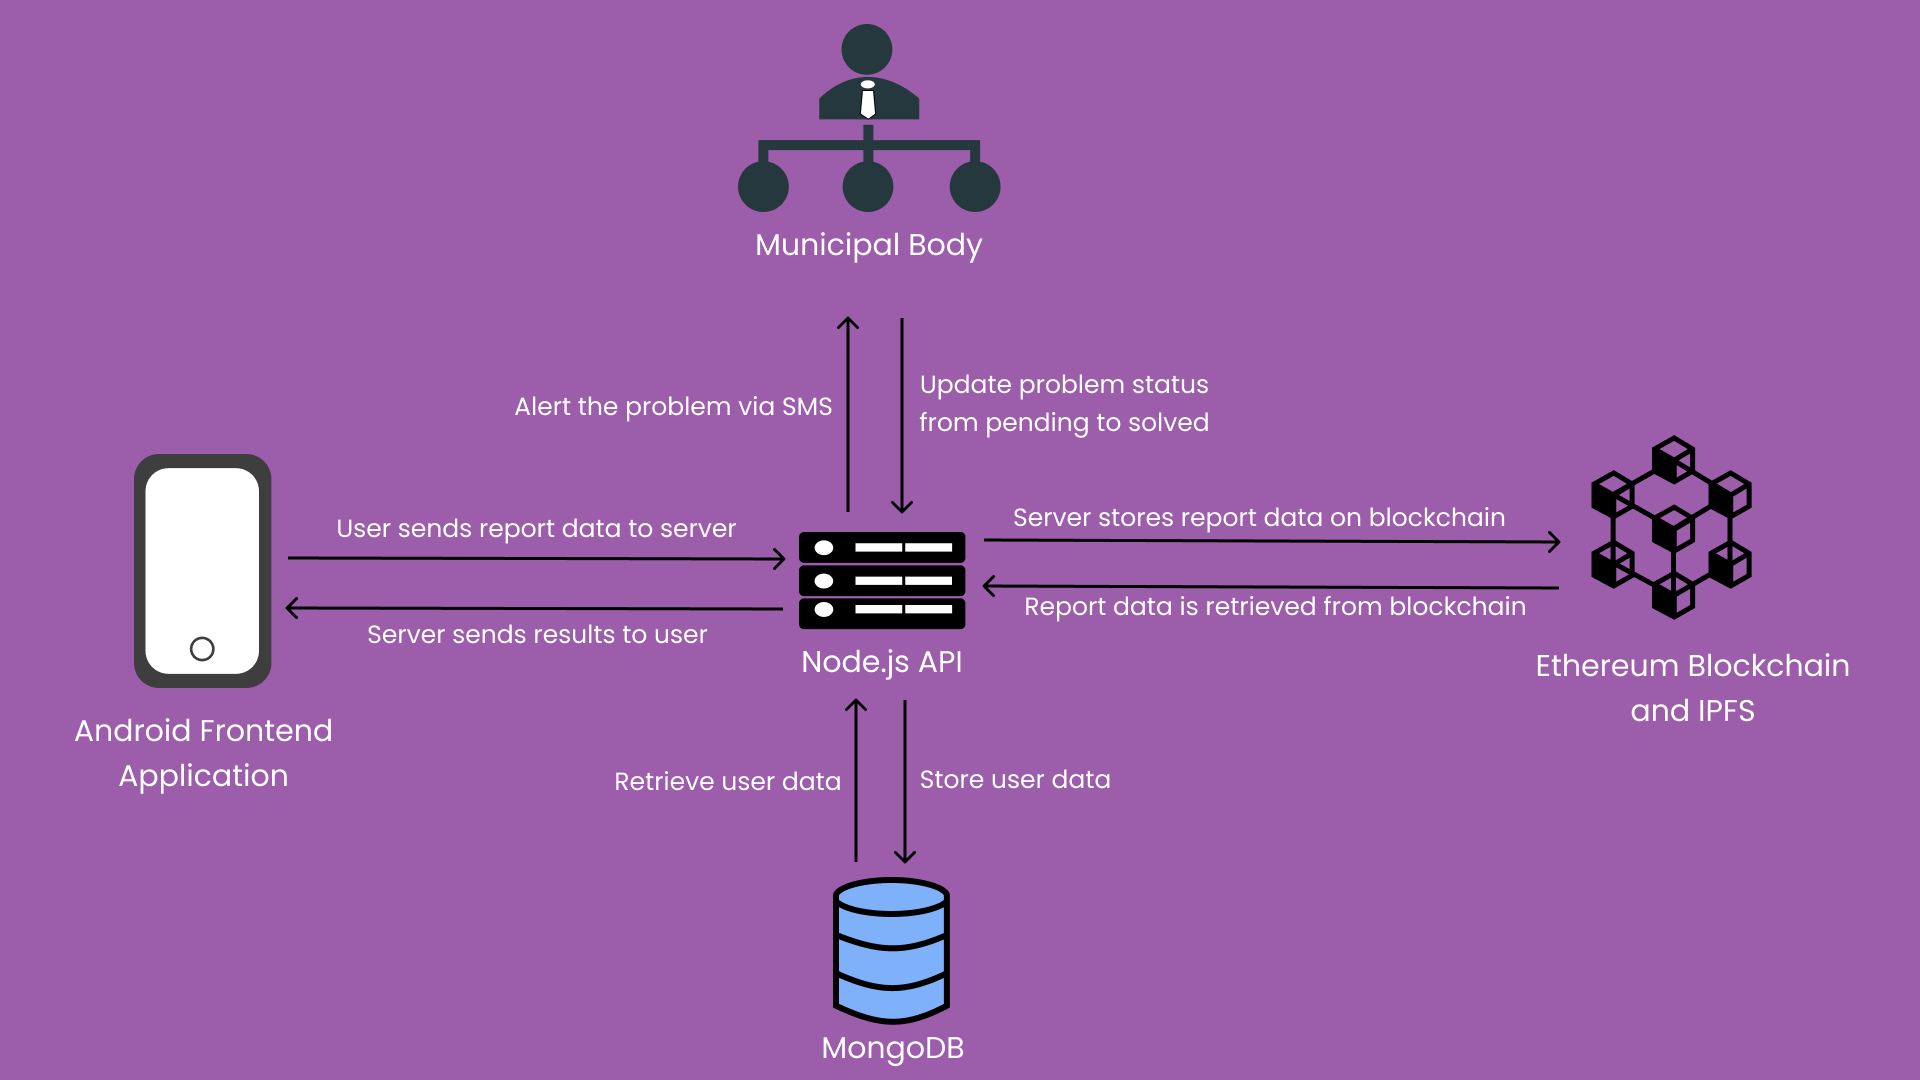 Municipal Body
Alert the problem via SMS
Update problem status
from pending to solved
User sends report data to server
Server sends results to user
Server stores report data on blockchain
Report data is retrieved from blockchain
Node.js API
Ethereum Blockchain
and IPFS
Android Frontend
Application
Retrieve user data
Store user data
MongoDB